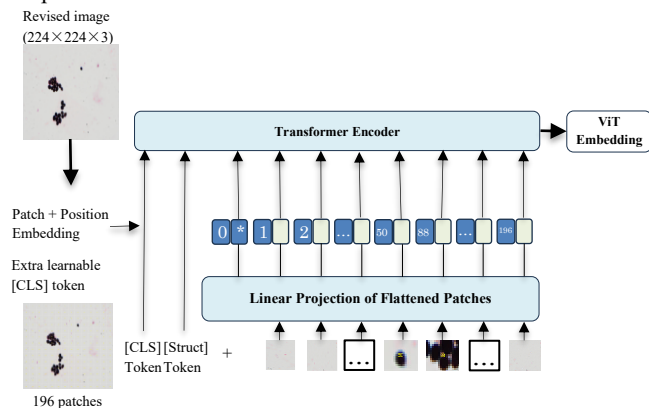 Revised image
(224×224×3)
Transformer Encoder
ViT
Embedding
Patch + Position
Embedding
0 * 1 2 ... 50 88 ... 196
Extra learnable
[CLS] token
Linear Projection of Flattened Patches
[CLS] [Struct] + ... ...
Token Token
196 patches